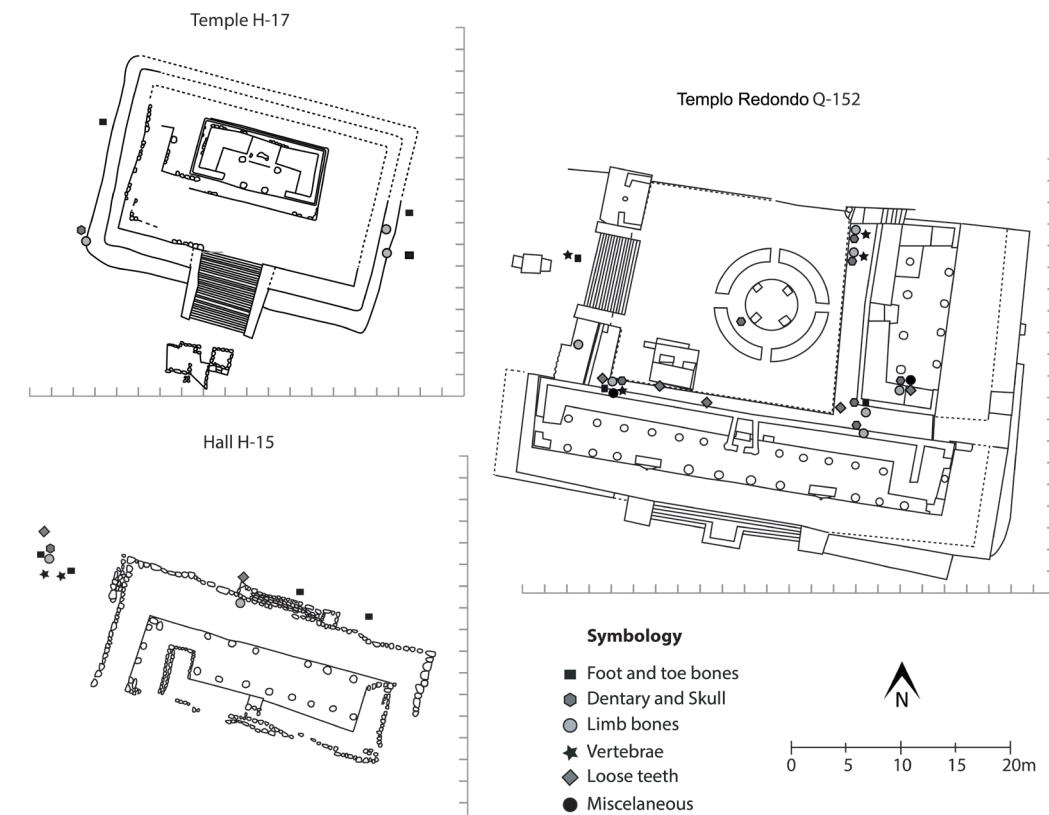 Temple H-17
Templo Redondo Q-152
Hall H-15
Symbology
Foot and toe bones
Dentary and Skull
Limb bones
Vertebrae
Loose teeth
Miscelaneous
N
0 5 10 15 20m